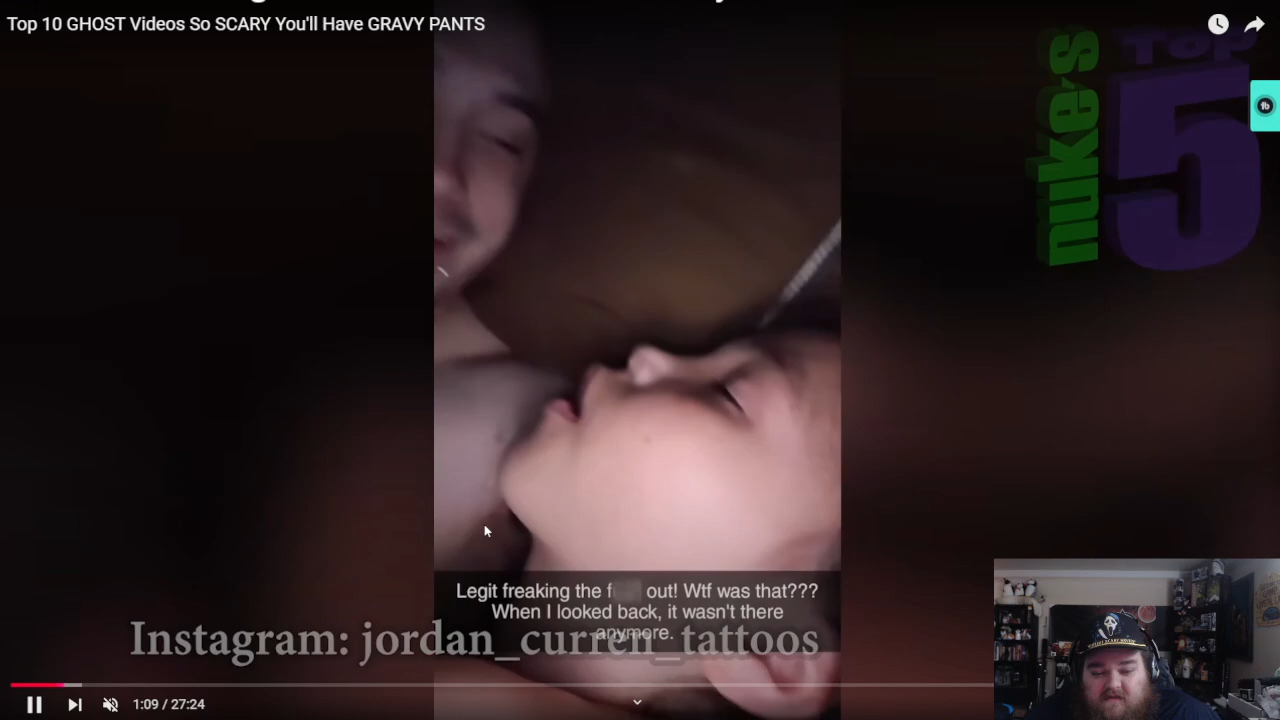 Top 10 GHOST Videos So SCARY You'll Have GRAVY PANTS
nuke's
Top
5
Legit freaking the f out! Wtf was that???
When I looked back, it wasn't there
anymore.
Instagram: jordan_curren_tattoos
1:09 / 27:24